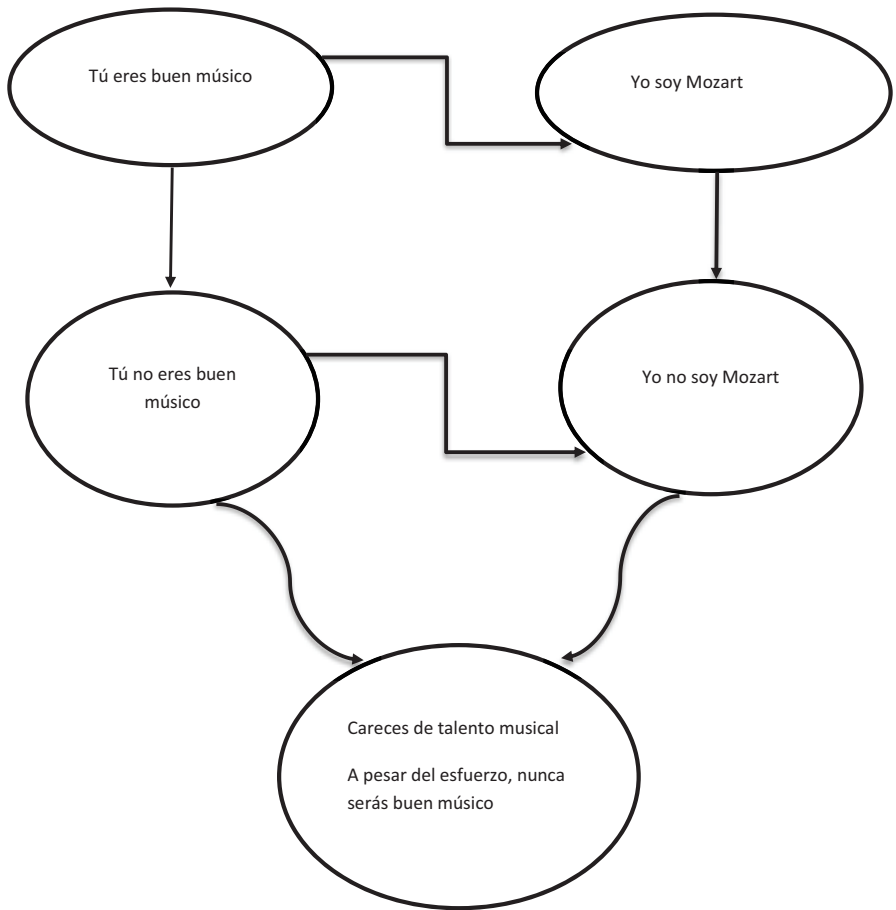 Tú eres buen músico
Yo soy Mozart
Tú no eres buen
músico
Yo no soy Mozart
Careces de talento musical
A pesar del esfuerzo, nunca
serás buen músico